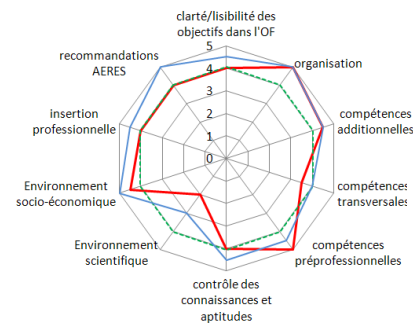 clarté/lisibilité des
objectifs dans l'OF
organisation
compétences
additionnelles
compétences
transversales
compétences
préprofessionnelles
contrôle des
connaissances et
aptitudes
Environnement
scientifique
Environnement
socio-économique
insertion
professionnelle
recommandations
AERES
5
4
3
2
1
0